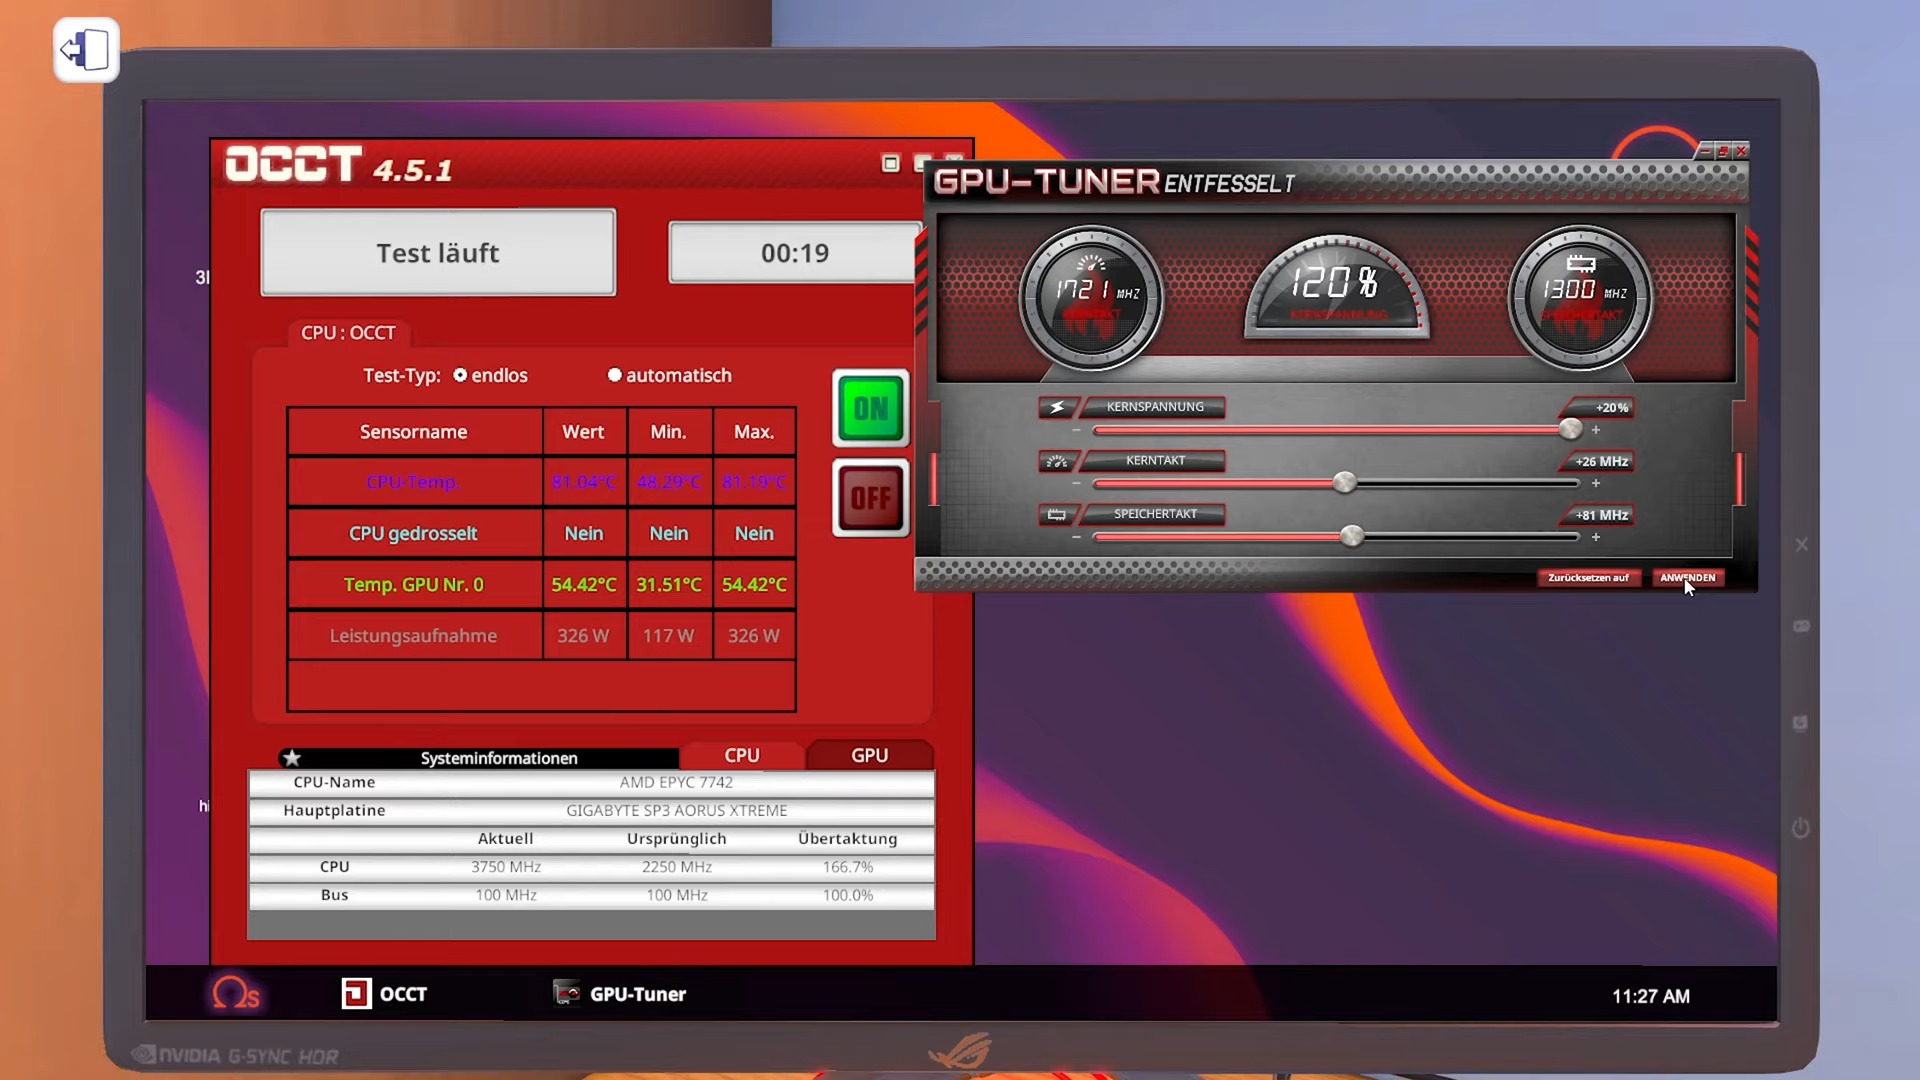 OCCT 4.5.1
Test läuft
00:19
CPU : OCCT
Test-Typ: endlos automatisch
ON
OFF
Sensorname Wert Min. Max.
CPU-Temp. 81.04°C 48.29°C 81.19°C
CPU gedrosselt Nein Nein Nein
Temp. GPU Nr. 0 54.42°C 31.51°C 54.42°C
Leistungsaufnahme 326 W 117 W 326 W
Systeminformationen CPU GPU
CPU-Name AMD EPYC 7742
Hauptplatine GIGABYTE SP3 AORUS XTREME
Aktuell Ursprünglich Übertaktung
CPU 3750 MHz 2250 MHz 166.7%
Bus 100 MHz 100 MHz 100.0%
GPU-TUNER ENTFESSELT
1721 MHZ
120%
KERNSPANNUNG
1300 MHZ
SPEICHERTAKT
KERNSPANNUNG +20%
KERNTAKT +26 MHz
SPEICHERTAKT +81 MHz
Zurücksetzen auf ANWENDEN
OCCT
GPU-Tuner
11:27 AM
NVIDIA G-SYNC HDR